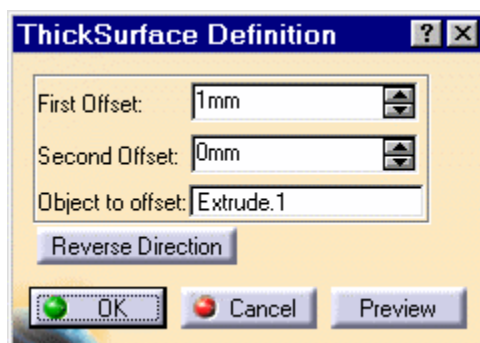 ThickSurface Definition ? ×
First Offset: 1mm
Second Offset: 0mm
Object to offset: Extrude.1
Reverse Direction
OK Cancel Preview